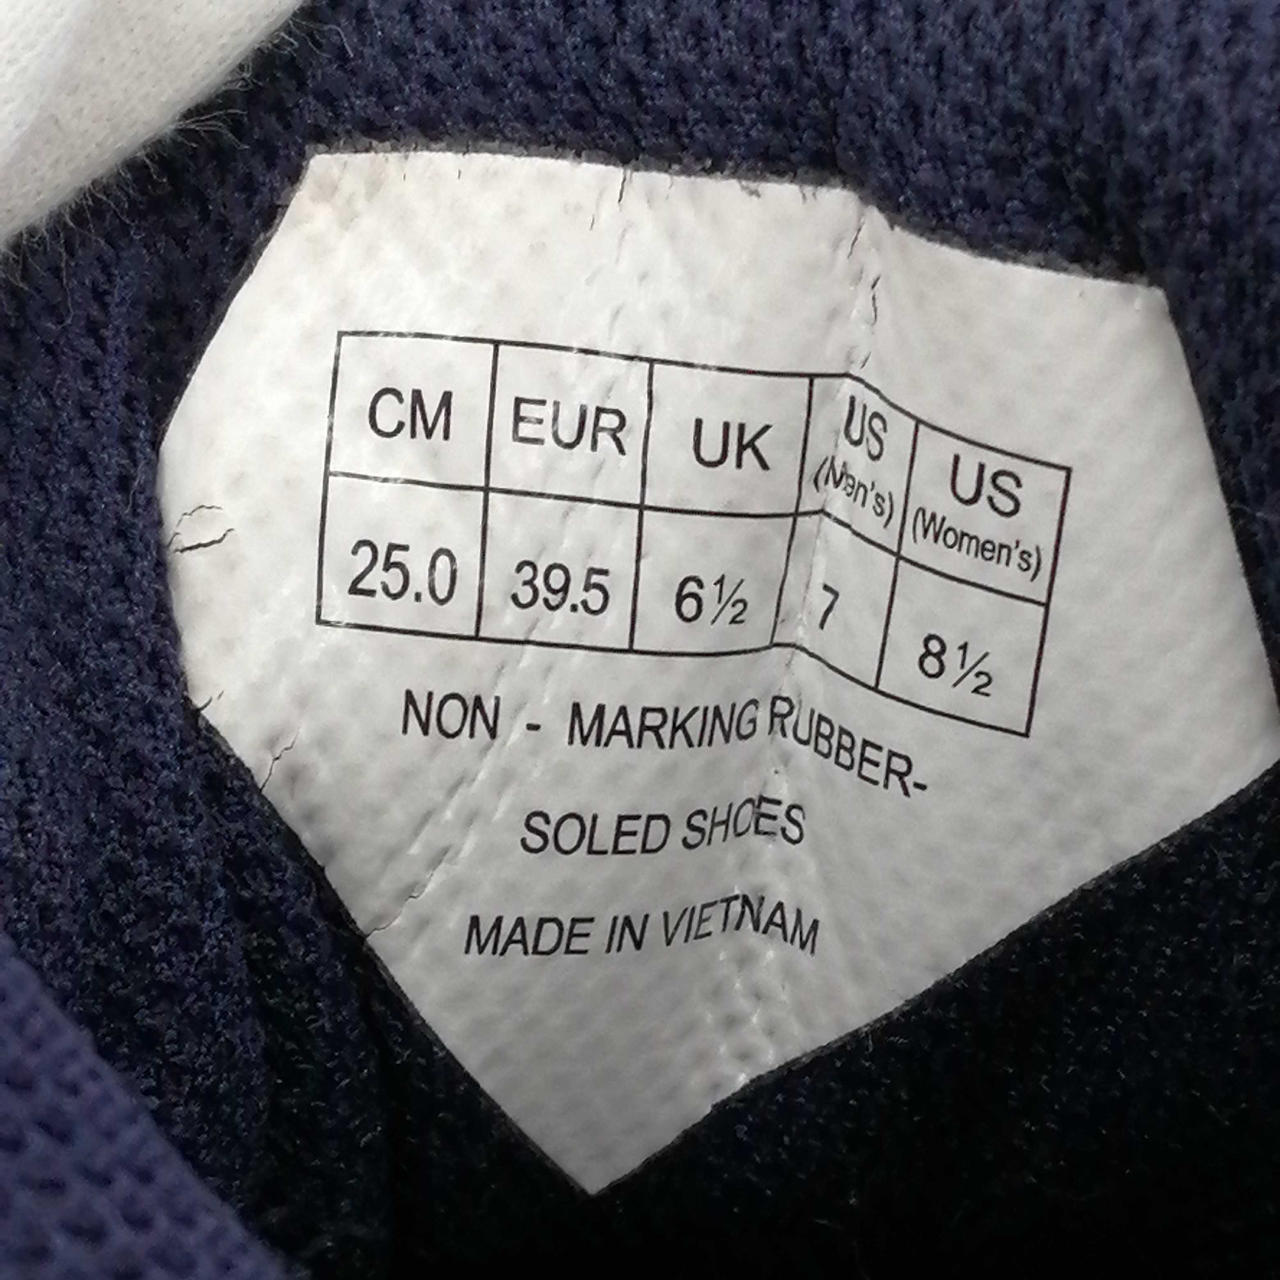 CM EUR UK US (Men's) US (Women's)
25.0 39.5 6½ 7 8½
NON - MARKING RUBBER-
SOLED SHOES
MADE IN VIETNAM